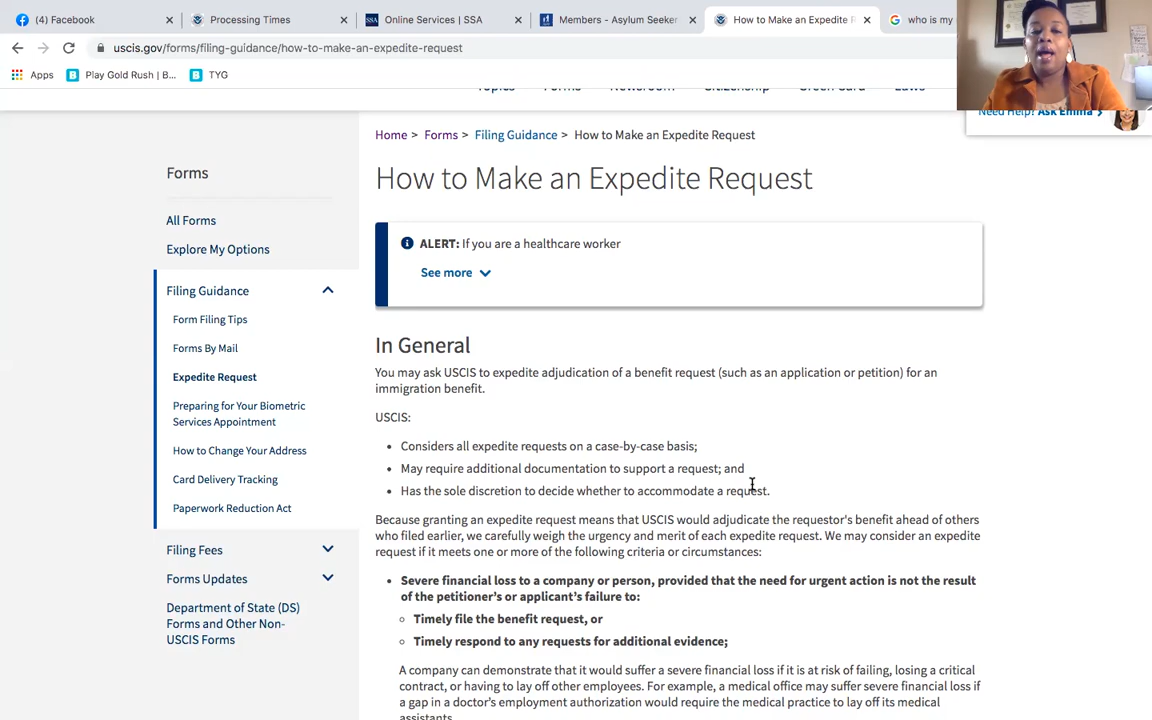 (4) Facebook
Processing Times
Online Services | SSA
Members - Asylum Seeker
How to Make an Expedite R
who is my
uscis.gov/forms/filing-guidance/how-to-make-an-expedite-request
Apps
Play Gold Rush | B...
TYG
Topics
Forms
Newsroom
Citizenship
Green Card
Laws
Need Help? Ask Emma
Home > Forms > Filing Guidance > How to Make an Expedite Request
Forms
All Forms
Explore My Options
Filing Guidance
Form Filing Tips
Forms By Mail
Expedite Request
Preparing for Your Biometric
Services Appointment
How to Change Your Address
Card Delivery Tracking
Paperwork Reduction Act
Filing Fees
Forms Updates
Department of State (DS)
Forms and Other Non-
USCIS Forms
How to Make an Expedite Request
ALERT: If you are a healthcare worker
See more
In General
You may ask USCIS to expedite adjudication of a benefit request (such as an application or petition) for an
immigration benefit.
USCIS:
• Considers all expedite requests on a case-by-case basis;
• May require additional documentation to support a request; and
• Has the sole discretion to decide whether to accommodate a request.
Because granting an expedite request means that USCIS would adjudicate the requestor's benefit ahead of others
who filed earlier, we carefully weigh the urgency and merit of each expedite request. We may consider an expedite
request if it meets one or more of the following criteria or circumstances:
• Severe financial loss to a company or person, provided that the need for urgent action is not the result
of the petitioner's or applicant's failure to:
◦ Timely file the benefit request, or
◦ Timely respond to any requests for additional evidence;
A company can demonstrate that it would suffer a severe financial loss if it is at risk of failing, losing a critical
contract, or having to lay off other employees. For example, a medical office may suffer severe financial loss if
a gap in a doctor's employment authorization would require the medical practice to lay off its medical
assistants.